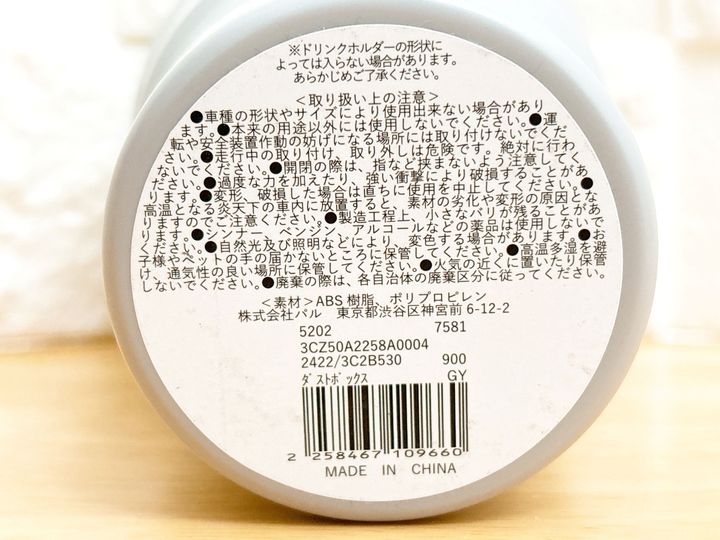 ※ドリンクホルダーの形状に
よっては入らない場合があります。
あらかじめご了承ください。
＜取り扱い上の注意＞
●車種の形状やサイズにより使用出来ない場合があり
ます。●本来の用途以外には使用しないでください。●運
転や安全装置作動の妨げになる場所には取り付けないでくだ
さい。●走行中の取り付け、取り外しは危険です。絶対に行わ
ないでください。●開閉の際は、指など挟まないよう注意してく
ださい。●過度な力を加えたり、強い衝撃により破損することがあ
ります。●変形、破損した場合は直ちに使用を中止してください。●
高温となる炎天下の車内に放置すると、素材の劣化や変形の原因とな
りますのでご注意ください。●製造工程上、小さなバリが残ることがあ
ります。●シンナー、ベンジン、アルコールなどの薬品は使用しないで
ください。●自然光及び照明などにより、変色する場合があります。●お
子様やペットの手の届かないところに保管してください。●高温多湿を避
け、通気性の良い場所に保管してください。●火気の近くに置いたり保管
しないでください。●廃棄の際は、各自治体の廃棄区分に従ってください。
＜素材＞ABS 樹脂、ポリプロピレン
株式会社パル 東京都渋谷区神宮前 6-12-2
5202 7581
3CZ50A2258A0004
2422/3C2B530 900
ﾀﾞｽﾄﾎﾞｯｸｽ GY
2 258467 109660
MADE IN CHINA